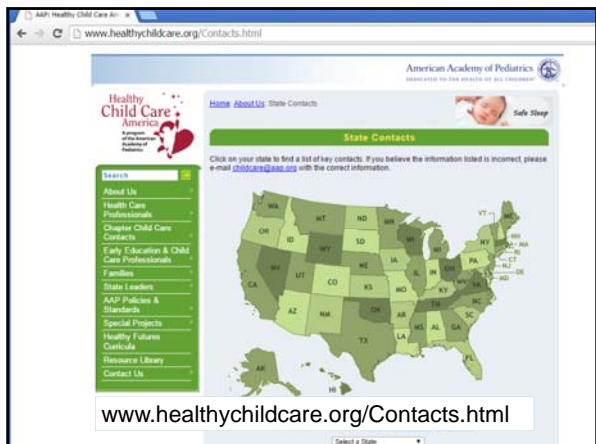 AAP: Healthy Child Care Am
www.healthychildcare.org/Contacts.html
American Academy of Pediatrics
DEDICATED TO THE HEALTH OF ALL CHILDREN
Healthy
Child Care
America
A program
of the American
Academy of
Pediatrics
Home About Us State Contacts
Safe Sleep
State Contacts
Click on your state to find a list of key contacts. If you believe the information listed is incorrect, please
e-mail childcare@aap.org with the correct information.
Search
About Us
Health Care
Professionals
Chapter Child Care
Contacts
Early Education & Child
Care Professionals
Families
State Leaders
AAP Policies &
Standards
Special Projects
Healthy Futures
Curricula
Resource Library
Contact Us
WA
MT
ND
MN
WI
MI
VT
ME
NH
MA
RI
CT
NJ
DE
MD
OR
ID
SD
WY
NE
IA
IL
IN
OH
PA
NY
NV
UT
CO
KS
MO
KY
WV
VA
CA
AZ
NM
OK
AR
TN
NC
SC
TX
LA
MS
AL
GA
FL
AK
HI
www.healthychildcare.org/Contacts.html
Select a State